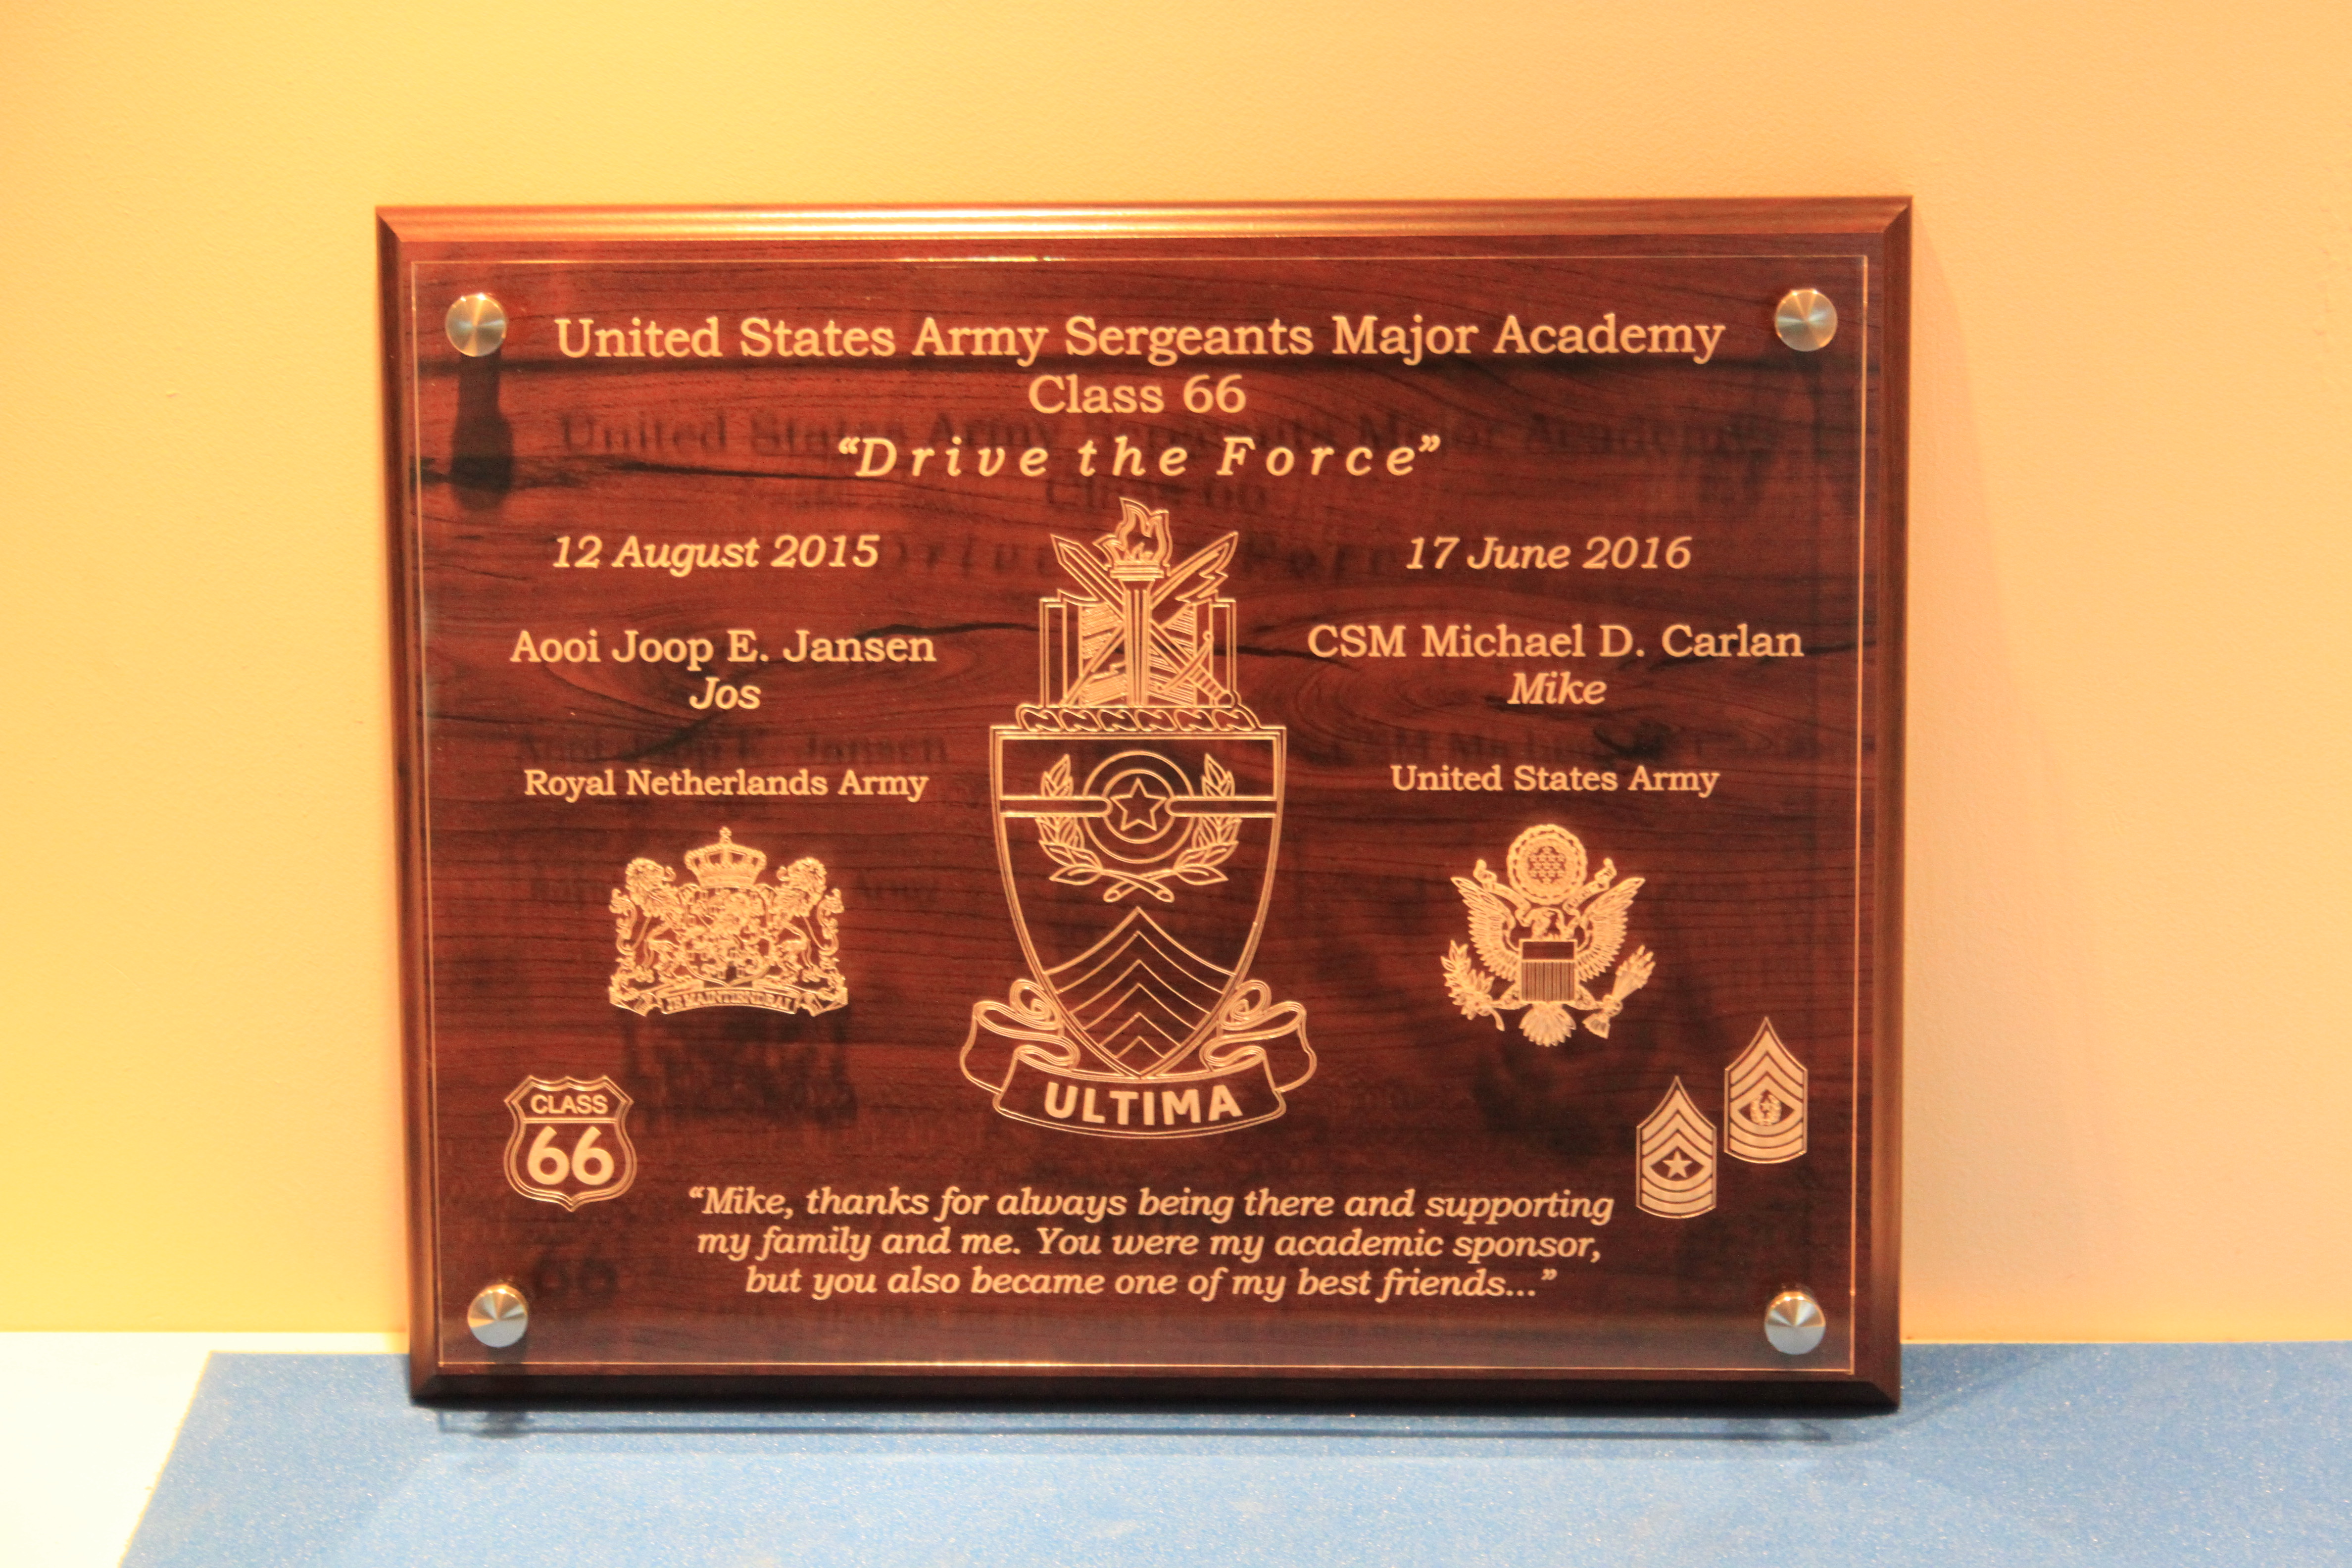 United States Army Sergeants Major Academy
Class 66
“Drive the Force”
12 August 2015
17 June 2016
Aooi Joop E. Jansen
Jos
CSM Michael D. Carlan
Mike
Royal Netherlands Army
United States Army
JE MAINTIENDRAI
ULTIMA
CLASS
66
“Mike, thanks for always being there and supporting
my family and me. You were my academic sponsor,
but you also became one of my best friends...”